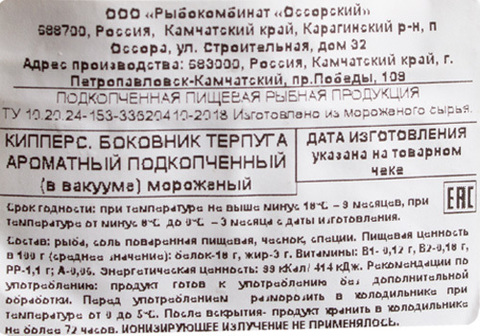 ООО «Рыбокомбинат «Оссорский»
688700, Россия, Камчатский край, Карагинский р-н, п
Оссора, ул. Строительная, дом 32
Адрес производства: 683000, Россия, Камчатский край, г.
Петропавловск-Камчатский, пр.Победы, 109
ПОДКОПЧЕННАЯ ПИЩЕВАЯ РЫБНАЯ ПРОДУКЦИЯ
ТУ 10.20.24-153-33620410-2018 Изготовлено из мороженого сырья.
КИППЕРС. БОКОВНИК ТЕРПУГА
АРОМАТНЫЙ ПОДКОПЧЕННЫЙ
(в вакууме) мороженый
ДАТА ИЗГОТОВЛЕНИЯ
указана на товарном
чеке
Срок годности: при температуре на выше минус 18°С – 9 месяцев, при
температуре от минус 8°С до 0°С – 3 месяца с даты изготовления.
EAC
Состав: рыба, соль поваренная пищевая, чеснок, специи. Пищевая ценность
в 100 г (среднее значение): белок-18 г, жир-3 г. Витамины: В1- 0,12 г, В2-0,18 г,
РР-1,1 г; А-0,06. Энергетическая ценность: 99 кКал/ 414 кДж. Рекомендации по
употреблению: продукт готов к употреблению без дополнительной
обработки. Перед употреблением разморозить в холодильнике при
температуре от 0 до 5°С. После вскрытия- продукт хранить в холодильнике
не более 72 часов. ИОНИЗИРУЮЩЕЕ ИЗЛУЧЕНИЕ НЕ ПРИМЕНЯЛОСЬ.